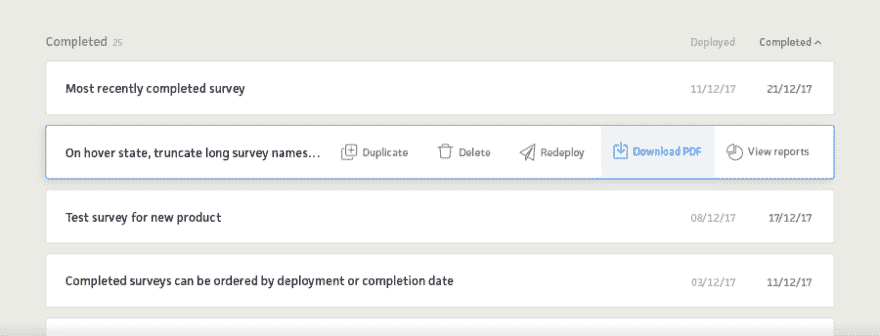 Completed 25 Deployed Completed
Most recently completed survey 11/12/17 21/12/17
On hover state, truncate long survey names... Duplicate Delete Redeploy Download PDF View reports
Test survey for new product 08/12/17 17/12/17
Completed surveys can be ordered by deployment or completion date 03/12/17 11/12/17